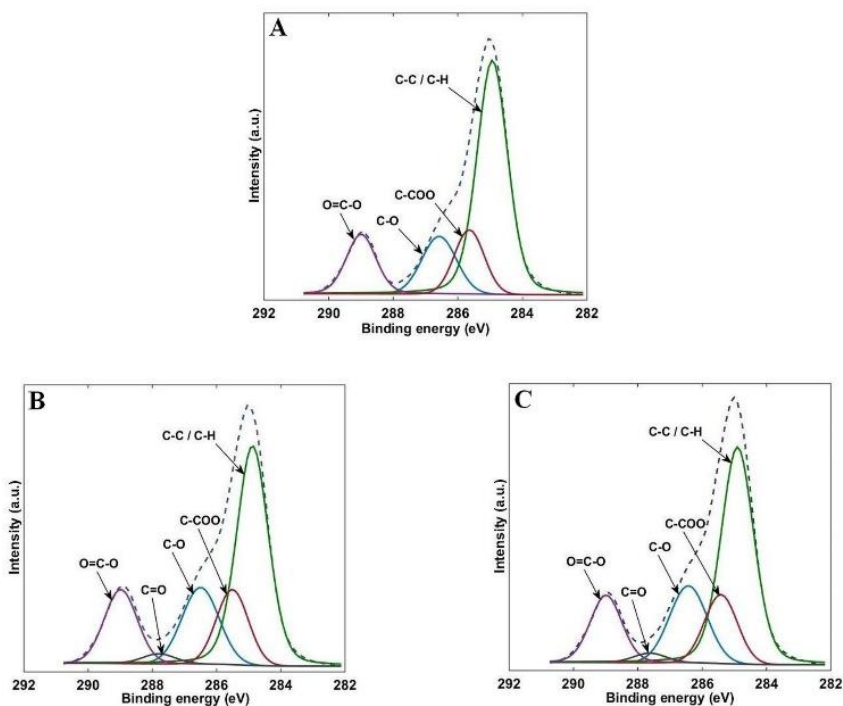 A
C-C / C-H
C-COO
O=C-O
C-O
Intensity (a.u.)
292 290 288 286 284 282
Binding energy (eV)
B
C-C / C-H
C-COO
C-O
O=C-O
C=O
Intensity (a.u.)
292 290 288 286 284 282
Binding energy (eV)
C
C-C / C-H
C-COO
C-O
O=C-O
C=O
Intensity (a.u.)
292 290 288 286 284 282
Binding energy (eV)